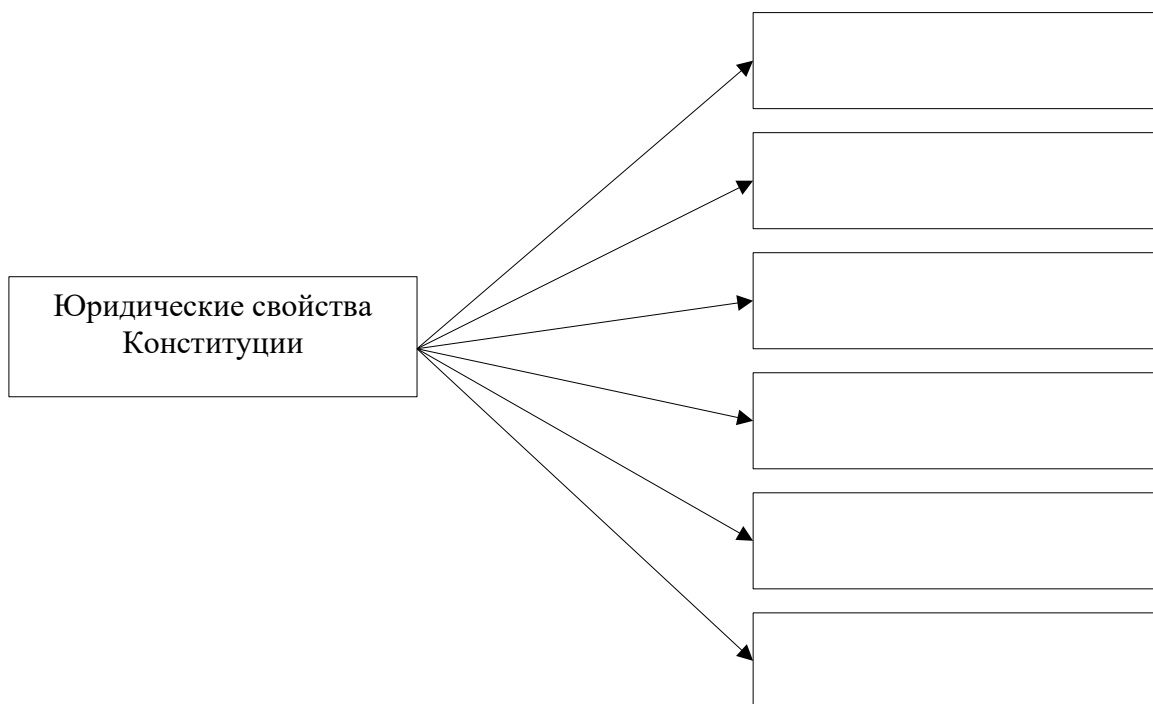 Юридические свойства
Конституции